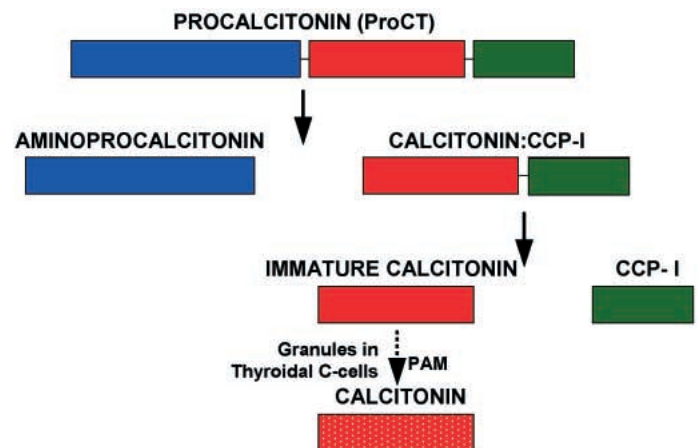 PROCALCITONIN (ProCT)
AMINOPROCALCITONIN
CALCITONIN:CCP-I
IMMATURE CALCITONIN
CCP- I
Granules in
Thyroidal C-cells
PAM
CALCITONIN